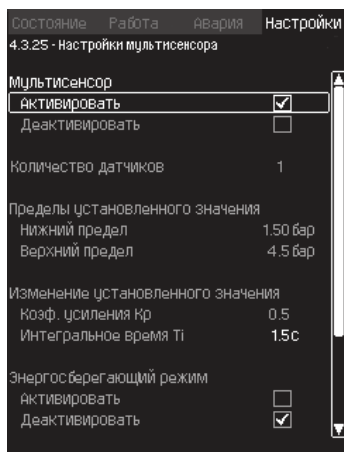 Состояние Работа Авария Настройки
4.3.25 - Настройки мультисенсора
Мультисенсор
Активировать
Деактивировать
Количество датчиков 1
Пределы установленного значения
Нижний предел 1.50 бар
Верхний предел 4.5 бар
Изменение установленного значения
Коэф. усиления Kp 0.5
Интегральное время Ti 1.5с
Энергосберегающий режим
Активировать
Деактивировать